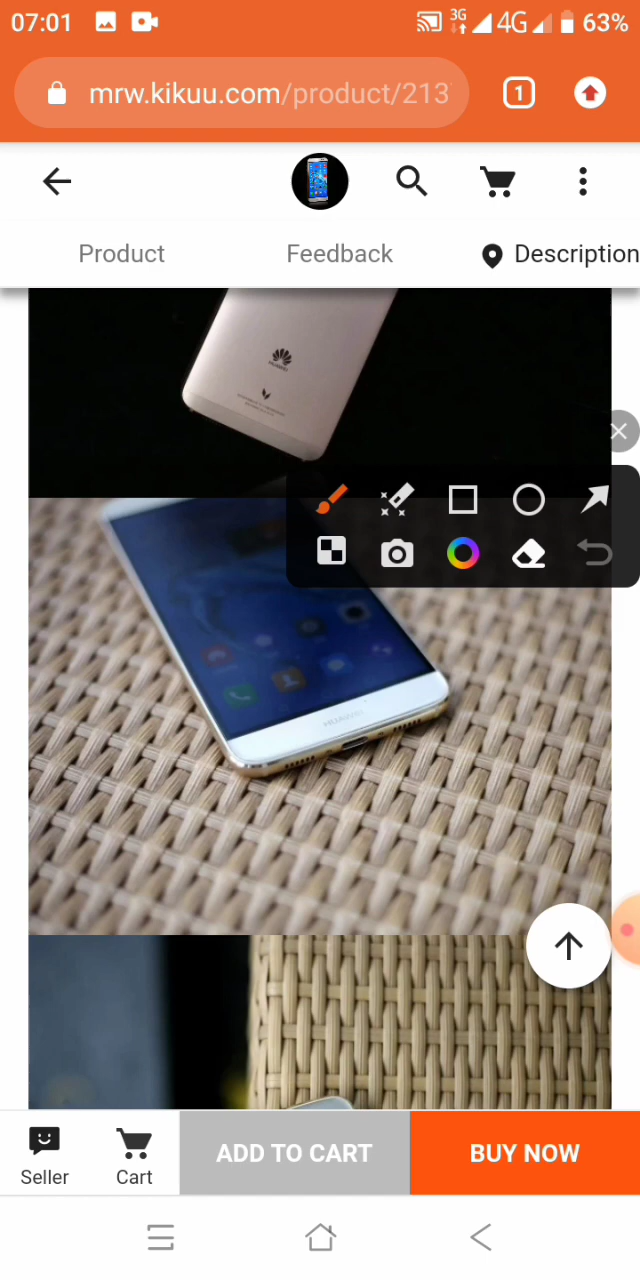 07:01
3G
4G
63%
mrw.kikuu.com/product/213
1
Product
Feedback
Description
HUAWEI
HUAWEI
Seller
Cart
ADD TO CART
BUY NOW